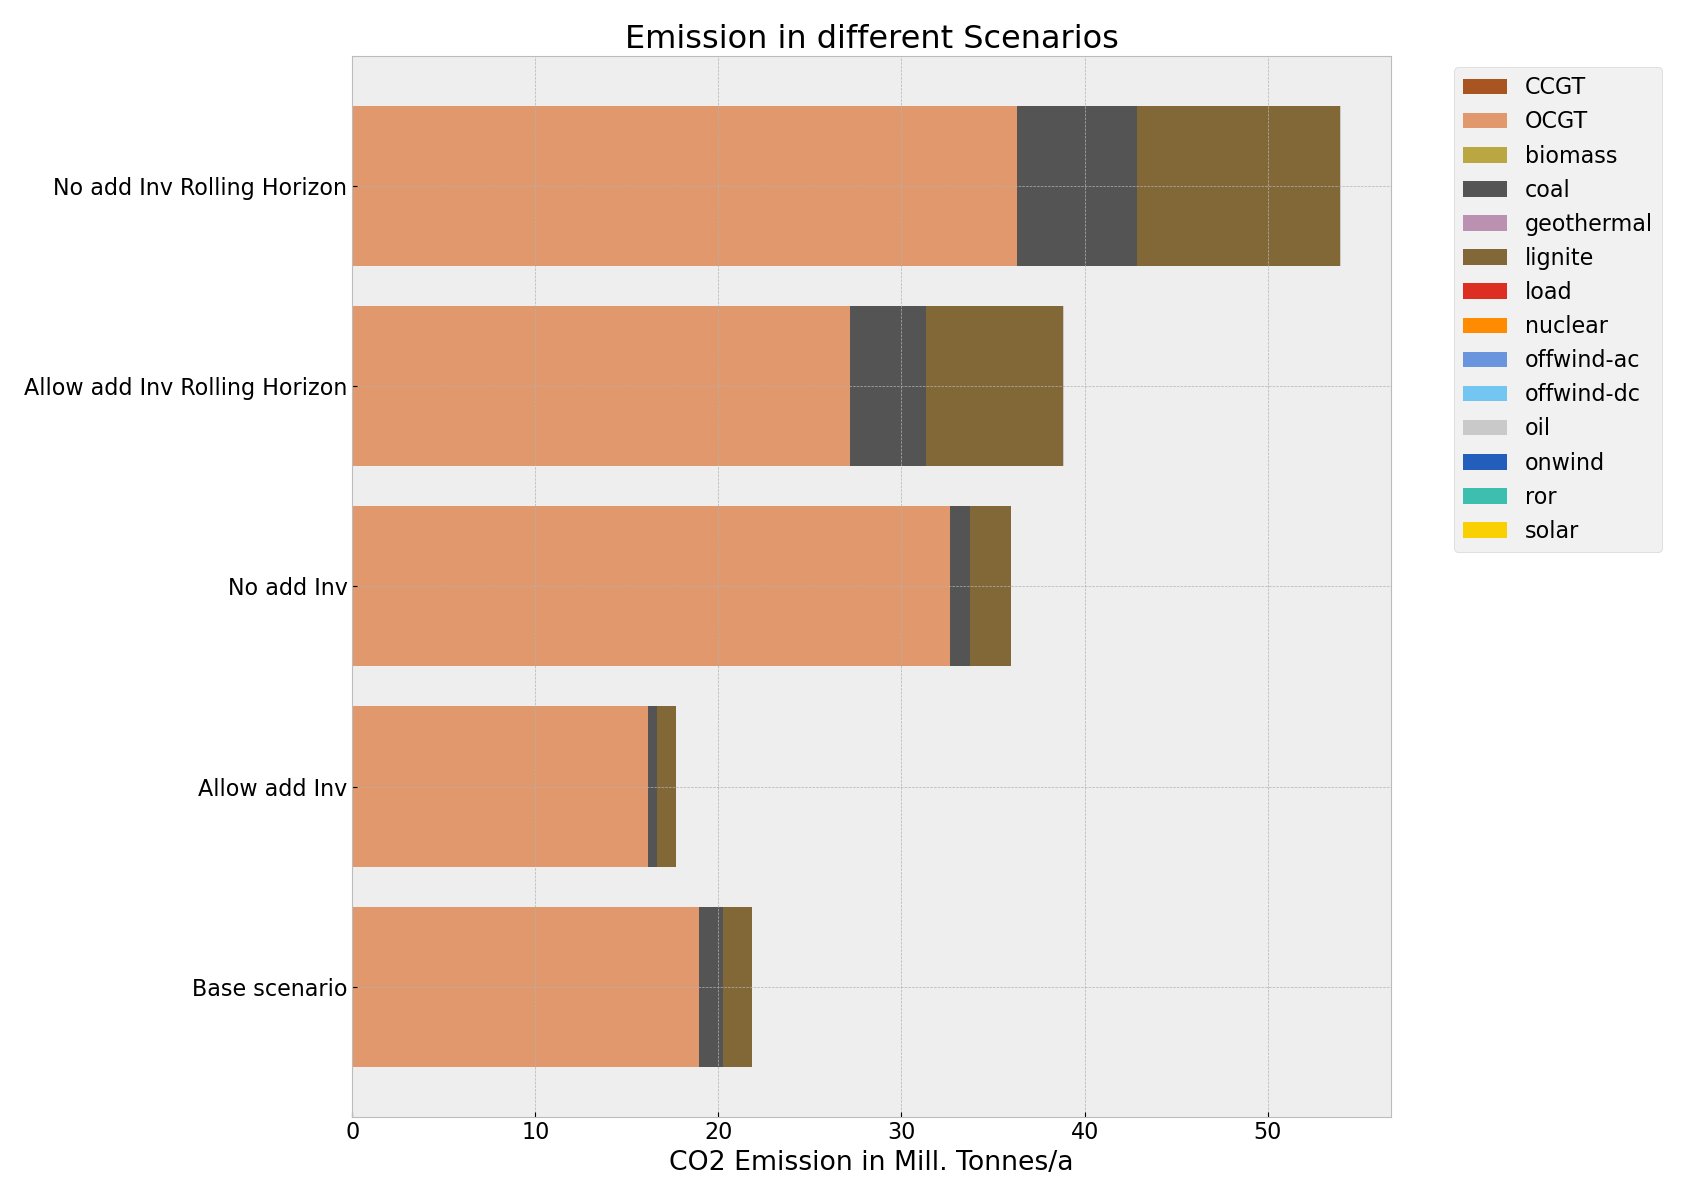 Emission in different Scenarios
No add Inv Rolling Horizon
Allow add Inv Rolling Horizon
No add Inv
Allow add Inv
Base scenario
0 10 20 30 40 50
CO2 Emission in Mill. Tonnes/a
CCGT
OCGT
biomass
coal
geothermal
lignite
load
nuclear
offwind-ac
offwind-dc
oil
onwind
ror
solar